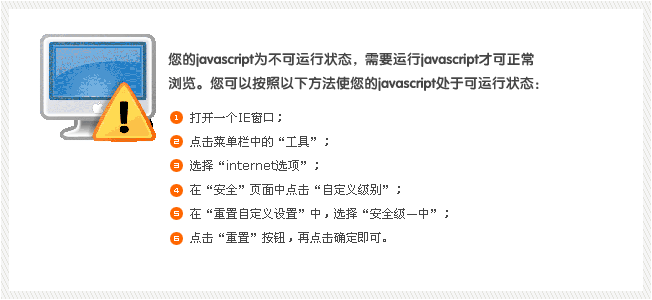 您的javascript为不可运行状态，需要运行javascript才可正常
浏览。您可以按照以下方法使您的javascript处于可运行状态：
1 打开一个IE窗口；
2 点击菜单栏中的“工具”；
3 选择“internet选项”；
4 在“安全”页面中点击“自定义级别”；
5 在“重置自定义设置”中，选择“安全级—中”；
6 点击“重置”按钮，再点击确定即可。